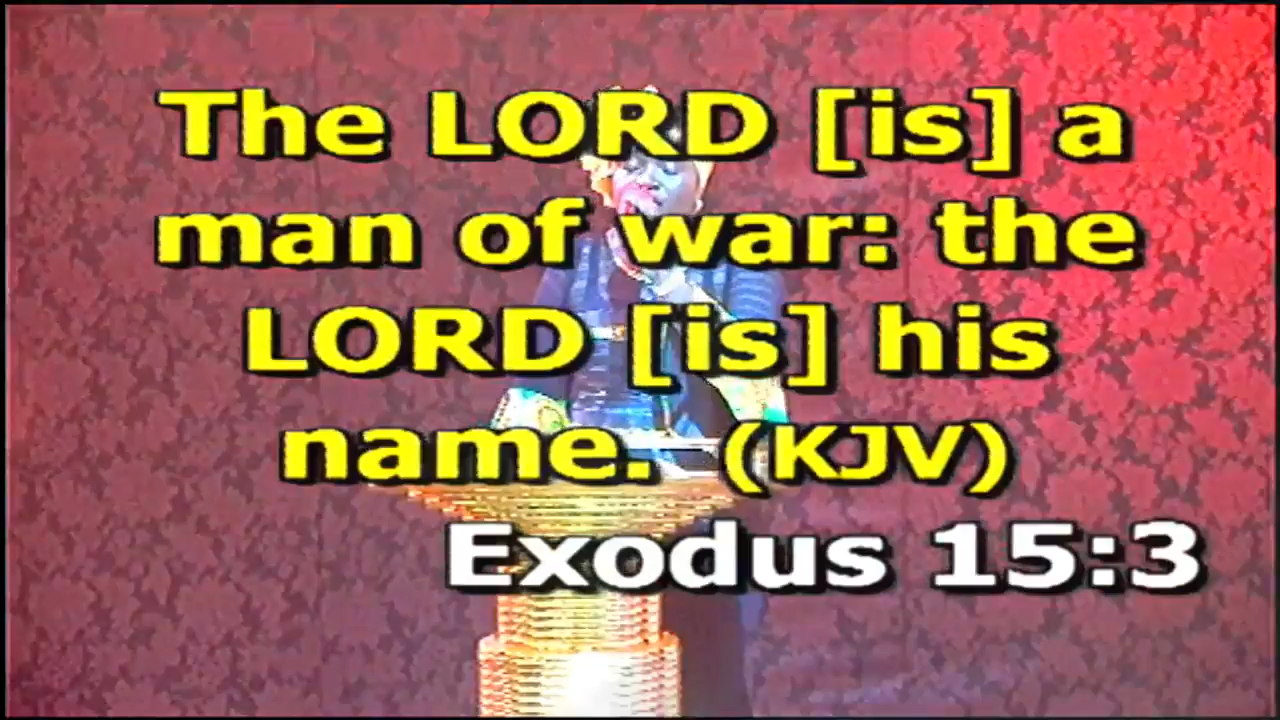 The LORD [is] a
man of war: the
LORD [is] his
name. (KJV)
Exodus 15:3